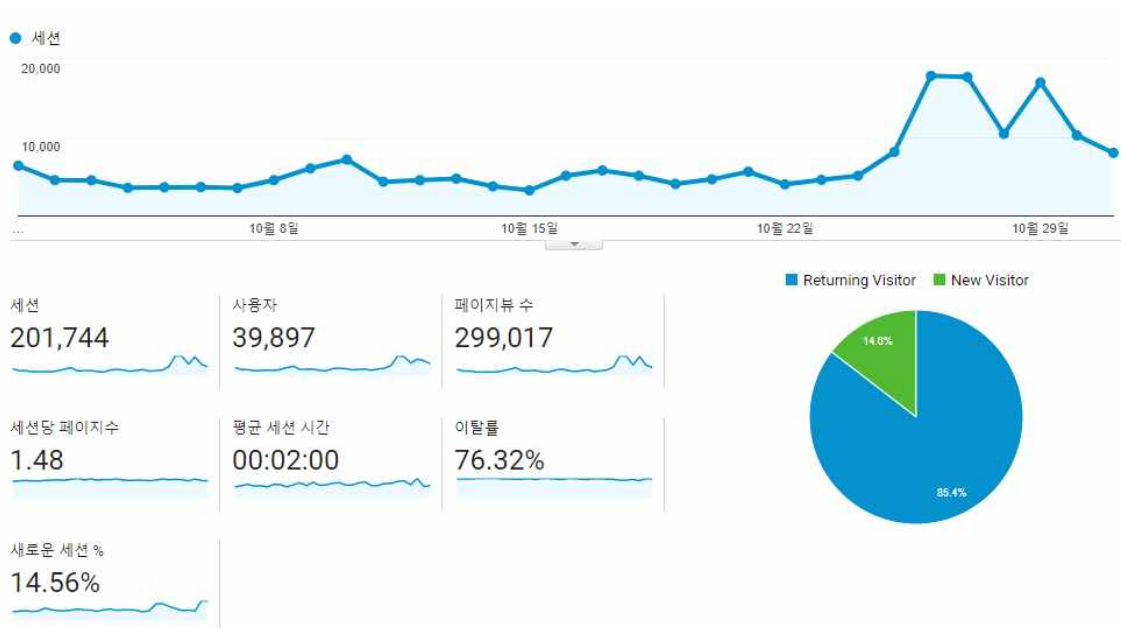 세션
20,000
10,000
...
10월 8일
10월 15일
10월 22일
10월 29일
Returning Visitor
New Visitor
세션
사용자
페이지뷰 수
201,744
39,897
299,017
세션당 페이지수
평균 세션 시간
이탈률
1.48
00:02:00
76.32%
새로운 세션 %
14.56%
14.6%
85.4%